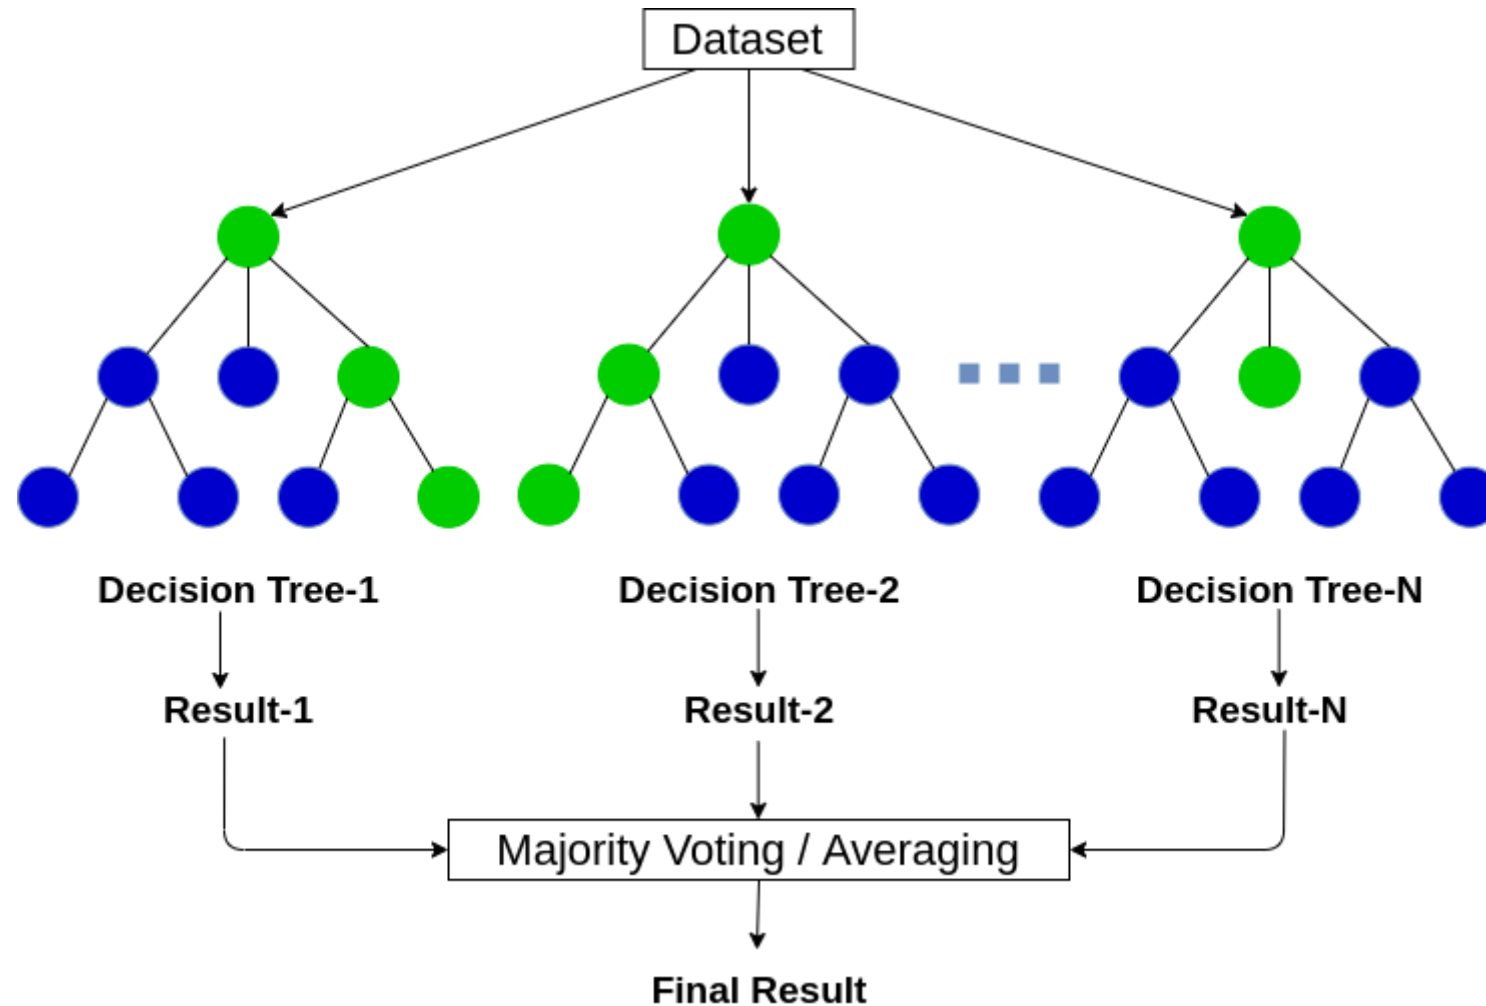 Dataset
Decision Tree-1
Decision Tree-2
Decision Tree-N
Result-1
Result-2
Result-N
Majority Voting / Averaging
Final Result